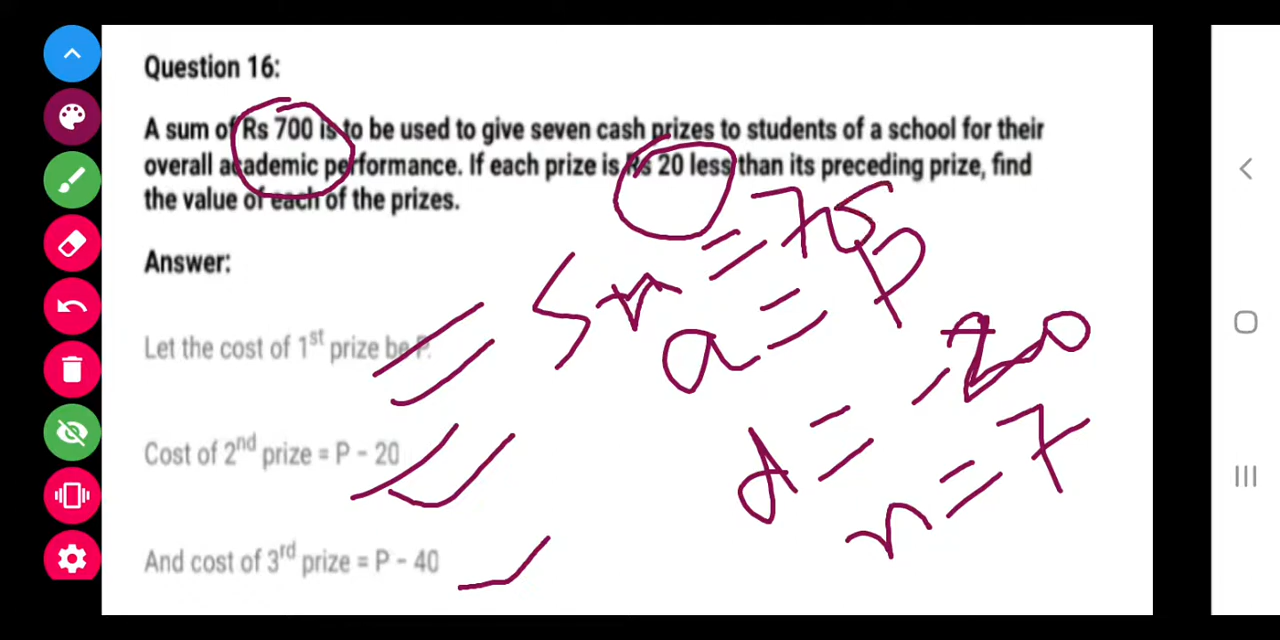 Question 16:
A sum of Rs 700 is to be used to give seven cash prizes to students of a school for their
overall academic performance. If each prize is Rs 20 less than its preceding prize, find
the value of each of the prizes.
Answer:
Let the cost of 1st prize be P.
Cost of 2nd prize = P − 20
And cost of 3rd prize = P − 40
a = P
d = -20
n = 7